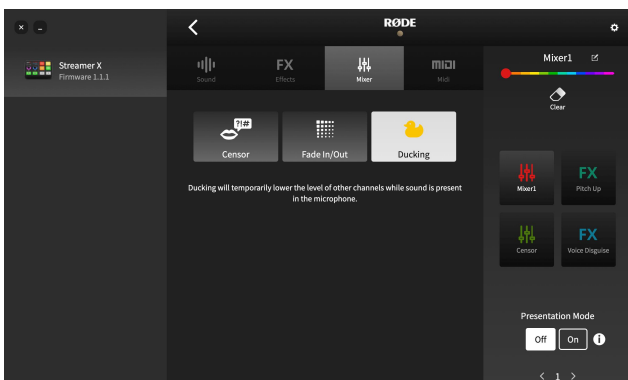 × –
RØDE
Streamer X
Firmware 1.1.1
Sound
FX
Effects
Mixer
MIDI
Midi
Mixer1
Clear
?!#
Censor
Fade In/Out
Ducking
Ducking will temporarily lower the level of other channels while sound is present
in the microphone.
Mixer1
FX
Pitch Up
Censor
FX
Voice Disguise
Presentation Mode
Off
On
i
< 1 >